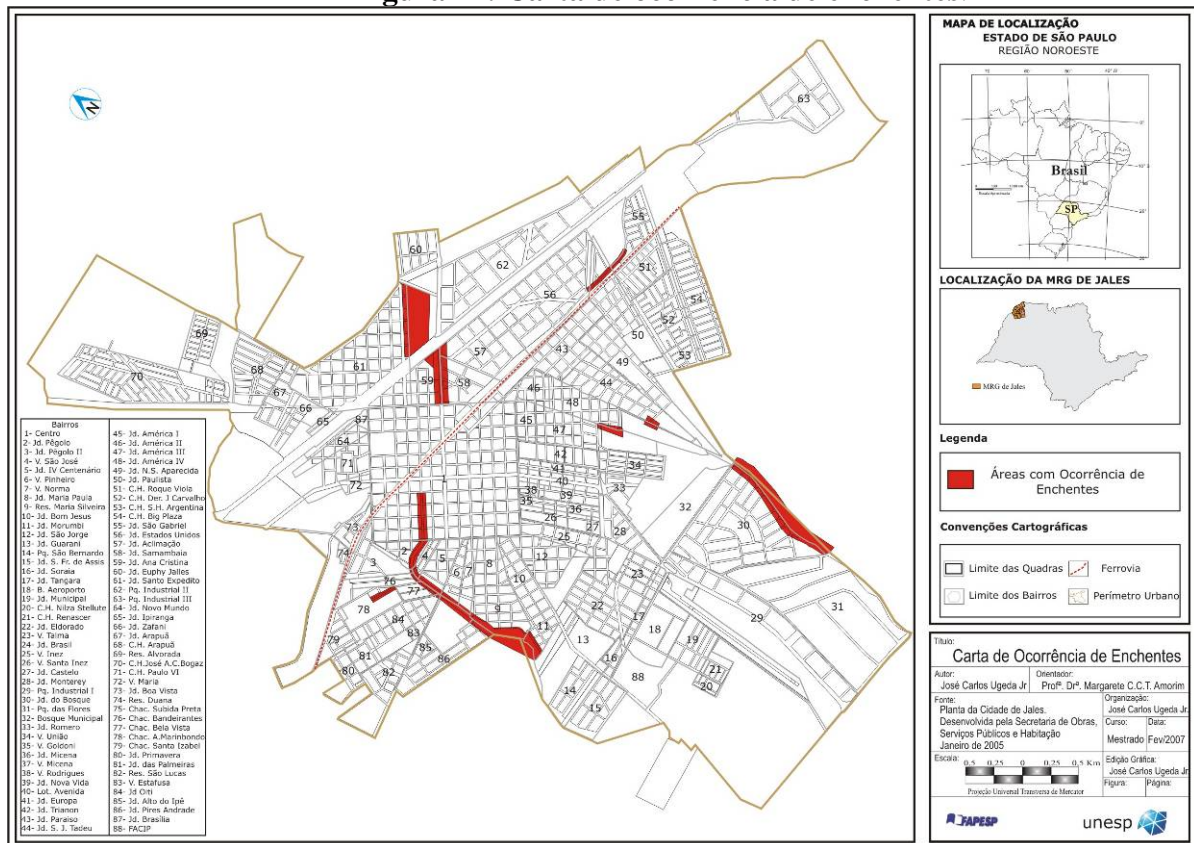 MAPA DE LOCALIZAÇÃO
ESTADO DE SÃO PAULO
REGIÃO NOROESTE
Brasil
SP
LOCALIZAÇÃO DA MRG DE JALES
MRG de Jales
Legenda
Áreas com Ocorrência de
Enchentes
Convenções Cartográficas
Limite das Quadras
Ferrovia
Limite dos Bairros
Perímetro Urbano
Título:
Carta de Ocorrência de Enchentes
Autor:
José Carlos Ugeda Jr
Orientador:
Profª. Drª. Margarete C.C.T. Amorim
Fonte:
Planta da Cidade de Jales.
Desenvolvida pela Secretaria de Obras,
Serviços Públicos e Habitação
Janeiro de 2005
Organização:
José Carlos Ugeda Jr.
Curso:
Mestrado
Data:
Fev/2007
Escala:
0,5 0,25 0 0,25 0,5 Km
Projeção Universal Transversa de Mercator
Edição Gráfica:
José Carlos Ugeda Jr.
Figura:
Página:
FAPESP
unesp
N
Bairros
1- Centro
2- Jd. Pêgolo
3- Jd. Pêgolo II
4- V. São José
5- Jd. IV Centenário
6- V. Pinheiro
7- V. Norma
8- Jd. Maria Paula
9- Res. Maria Silveira
10- Jd. Bom Jesus
11- Jd. Morumbi
12- Jd. São Jorge
13- Jd. Guarani
14- Pq. São Bernardo
15- Jd. S. Fr. de Assis
16- Jd. Soraia
17- Jd. Tangara
18- B. Aeroporto
19- Jd. Municipal
20- C.H. Nilza Stellute
21- C.H. Renascer
22- Jd. Eldorado
23- V. Talma
24- Jd. Brasil
25- V. Inez
26- V. Santa Inez
27- Jd. Castelo
28- Jd. Monterey
29- Pq. Industrial I
30- Jd. do Bosque
31- Pq. das Flores
32- Bosque Municipal
33- Jd. Romero
34- V. União
35- V. Goldoni
36- Jd. Micena
37- V. Micena
38- V. Rodrigues
39- Jd. Nova Vida
40- Lot. Avenida
41- Jd. Europa
42- Jd. Trianon
43- Jd. Paraiso
44- Jd. S. J. Tadeu
45- Jd. América I
46- Jd. América II
47- Jd. América III
48- Jd. América IV
49- Jd. N.S. Aparecida
50- Jd. Paulista
51- C.H. Roque Viola
52- C.H. Der. J Carvalho
53- C.H. S.H. Argentina
54- C.H. Big Plaza
55- Jd. São Gabriel
56- Jd. Estados Unidos
57- Jd. Aclimação
58- Jd. Samambaia
59- Jd. Ana Cristina
60- Jd. Euphy Jalles
61- Jd. Santo Expedito
62- Pq. Industrial II
63- Pq. Industrial III
64- Jd. Novo Mundo
65- Jd. Ipiranga
66- Jd. Zafani
67- Jd. Arapuã
68- C.H. Arapuã
69- Res. Alvorada
70- C.H.José A.C.Bogaz
71- C.H. Paulo VI
72- V. Maria
73- Jd. Boa Vista
74- Res. Duana
75- Chac. Subida Preta
76- Chac. Bandeirantes
77- Chac. Bela Vista
78- Chac. A.Marinbondo
79- Chac. Santa Izabel
80- Jd. Primavera
81- Jd. das Palmeiras
82- Res. São Lucas
83- V. Estafusa
84- Jd Oiti
85- Jd. Alto do Ipê
86- Jd. Pires Andrade
87- Jd. Brasília
88- FACIP